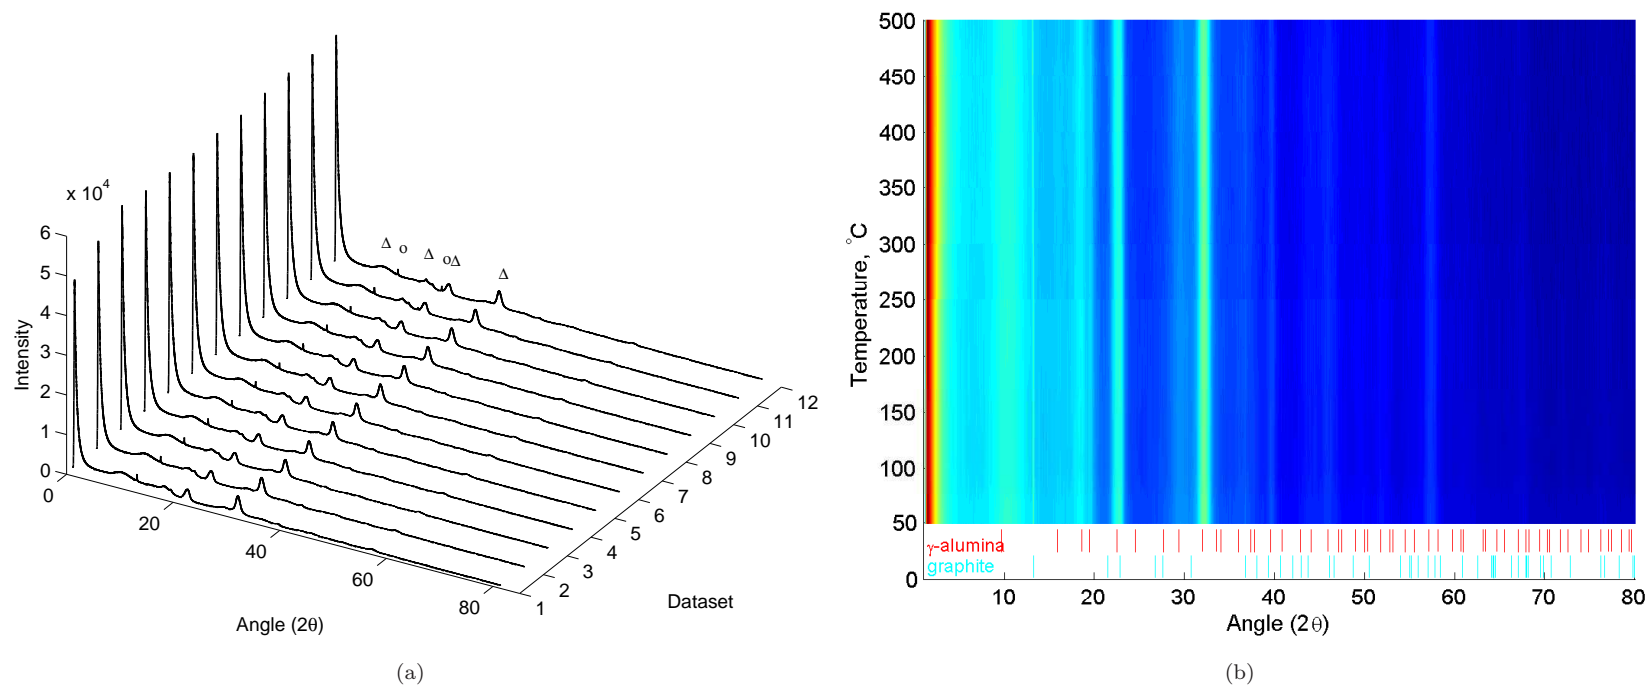 x 10^4
6
5
4
3
2
1
0
Intensity
Δ o Δ oΔ Δ
0
20
40
60
80
Angle (2θ)
1
2
3
4
5
6
7
8
9
10
11
12
Dataset
(a)
500
450
400
350
300
250
200
150
100
50
0
Temperature, °C
γ-alumina
graphite
10 20 30 40 50 60 70 80
Angle (2θ)
(b)